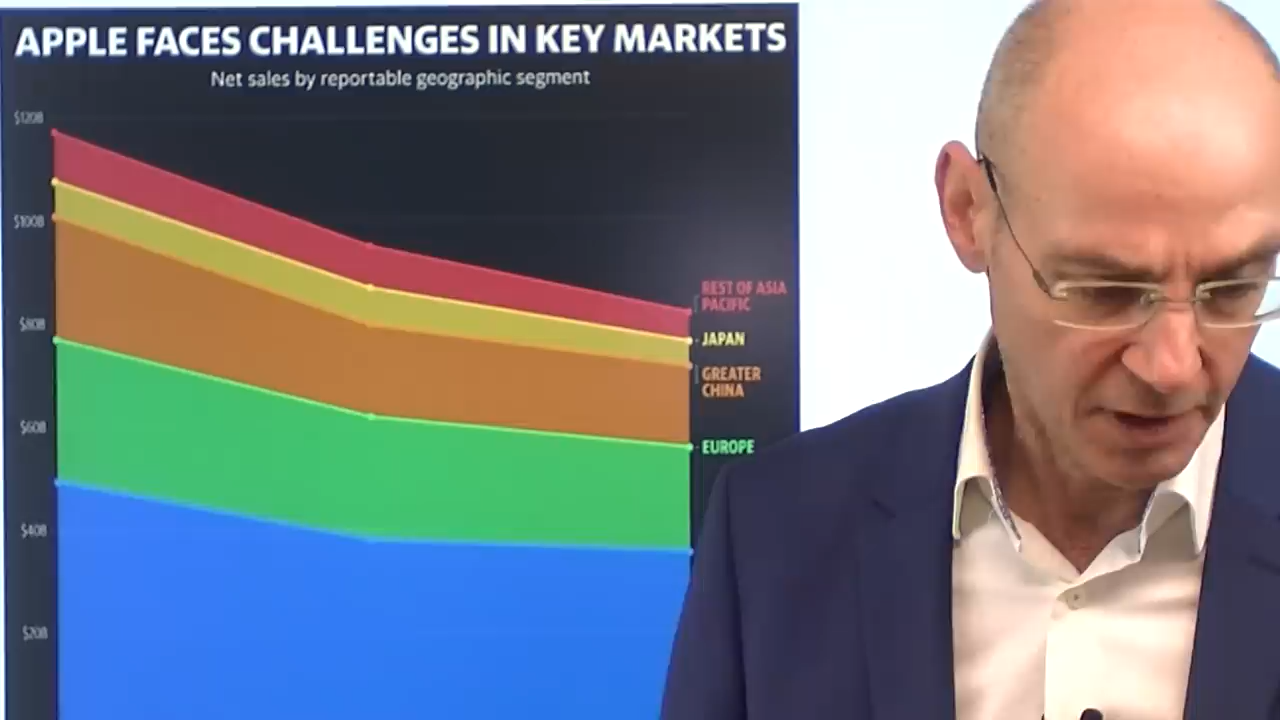 APPLE FACES CHALLENGES IN KEY MARKETS
Net sales by reportable geographic segment
$120B
$100B
$80B
$60B
$40B
$20B
REST OF ASIA
PACIFIC
JAPAN
GREATER
CHINA
EUROPE